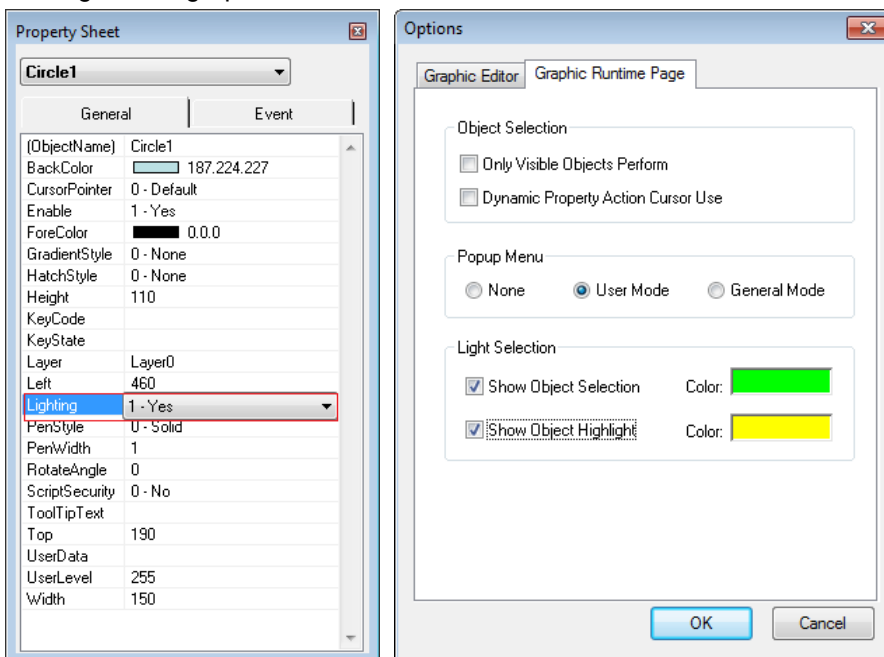 Property Sheet
Circle1
General Event
(ObjectName) Circle1
BackColor 187.224.227
CursorPointer 0 - Default
Enable 1 - Yes
ForeColor 0.0.0
GradientStyle 0 - None
HatchStyle 0 - None
Height 110
KeyCode
KeyState
Layer Layer0
Left 460
Lighting 1 - Yes
PenStyle 0 - Solid
PenWidth 1
RotateAngle 0
ScriptSecurity 0 - No
ToolTipText
Top 190
UserData
UserLevel 255
Width 150
Options
Graphic Editor Graphic Runtime Page
Object Selection
Only Visible Objects Perform
Dynamic Property Action Cursor Use
Popup Menu
None User Mode General Mode
Light Selection
Show Object Selection Color:
Show Object Highlight Color:
OK Cancel